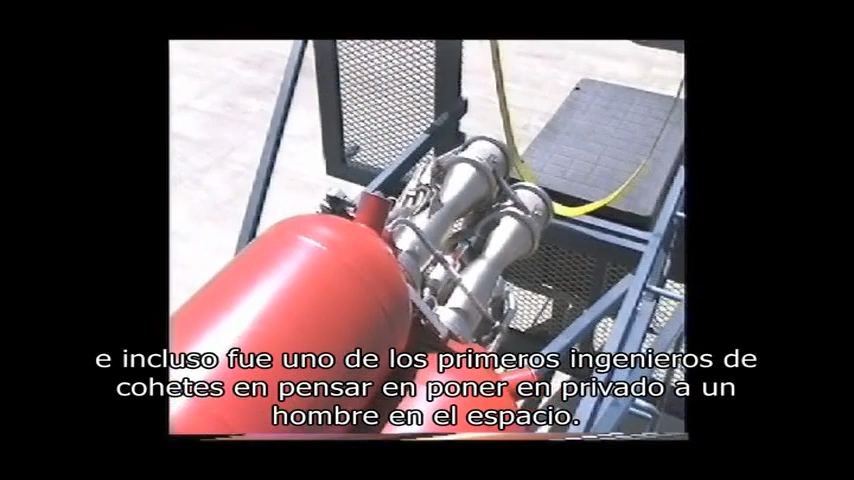 e incluso fue uno de los primeros ingenieros de
cohetes en pensar en poner en privado a un
hombre en el espacio.